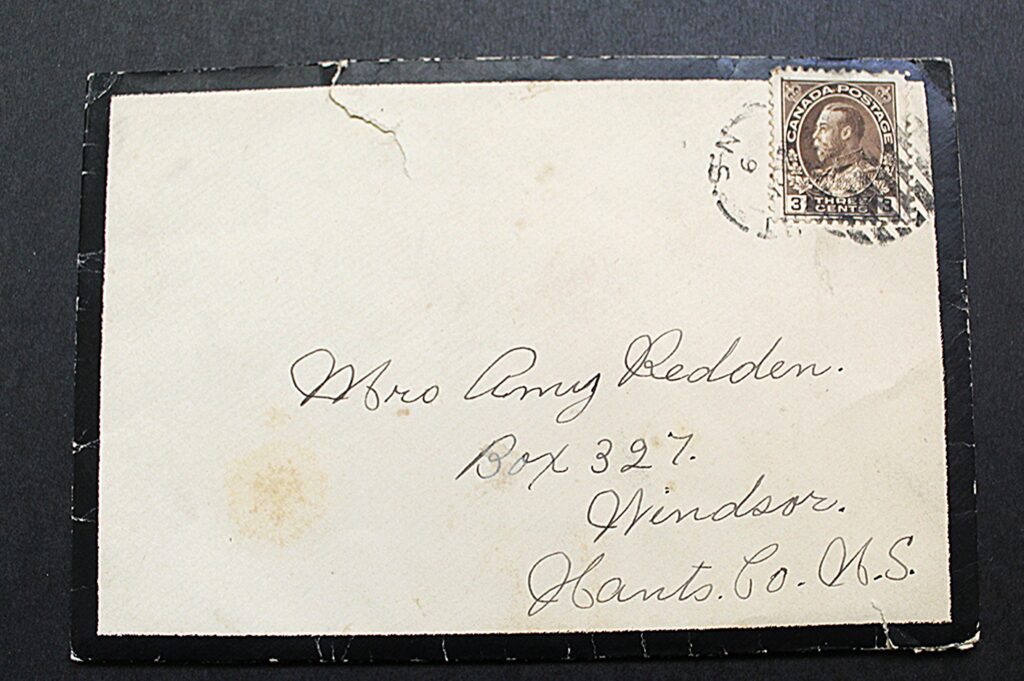 CANADA POSTAGE
3 THREE CENTS 3
N.S.
Mrs Amy Redden.
Box 327.
Windsor.
Hants. Co. N.S.